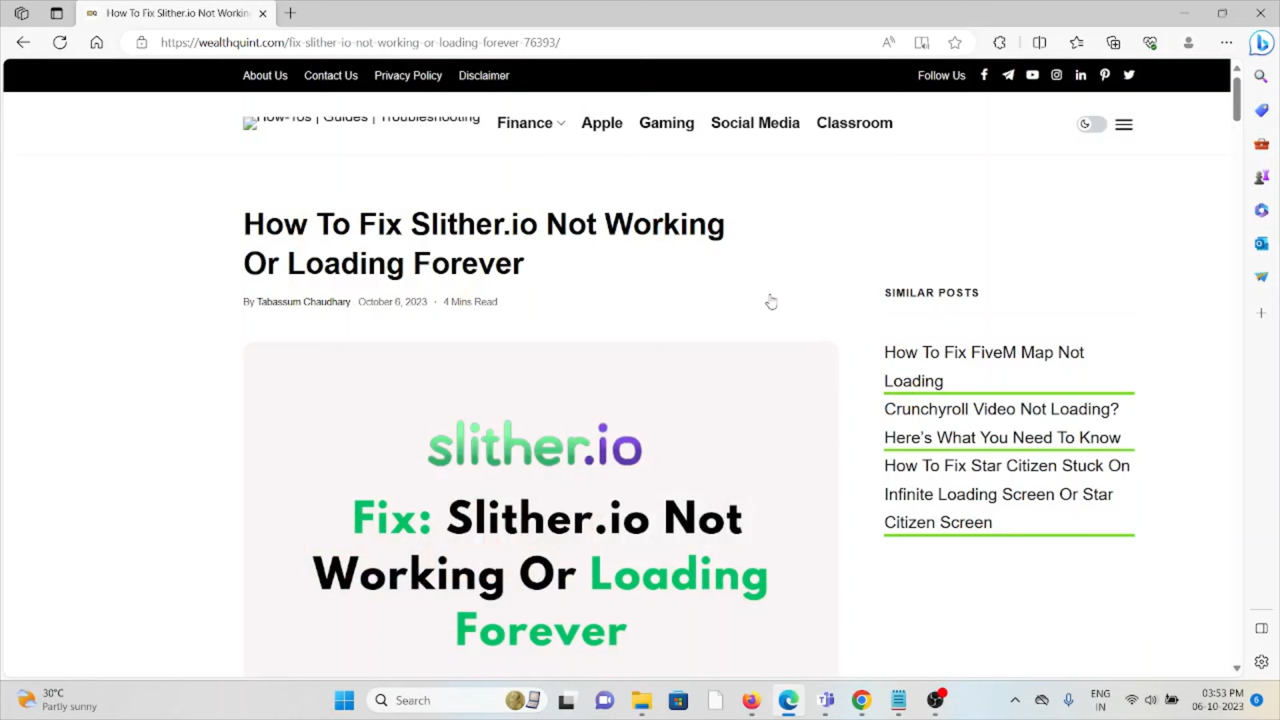 How To Fix Slither.io Not Workin
https://wealthquint.com/fix-slither-io-not-working-or-loading-forever-76393/
About Us Contact Us Privacy Policy Disclaimer Follow Us
How-Tos | Guides | Troubleshooting Finance Apple Gaming Social Media Classroom
How To Fix Slither.io Not Working
Or Loading Forever
By Tabassum Chaudhary October 6, 2023 · 4 Mins Read
SIMILAR POSTS
How To Fix FiveM Map Not
Loading
Crunchyroll Video Not Loading?
Here's What You Need To Know
How To Fix Star Citizen Stuck On
Infinite Loading Screen Or Star
Citizen Screen
slither.io
Fix: Slither.io Not
Working Or Loading
Forever
30°C
Partly sunny
Search
ENG
IN
03:53 PM
06-10-2023
6